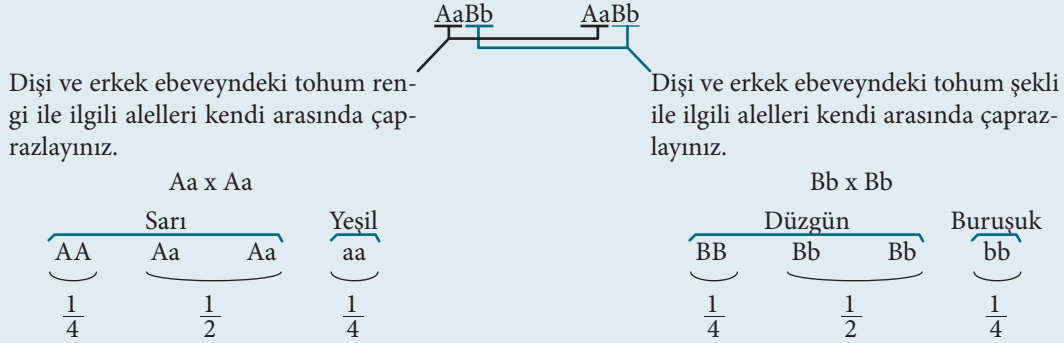 AaBb AaBb
Dişi ve erkek ebeveyndeki tohum ren-
gi ile ilgili alelleri kendi arasında çap-
razlayınız.
Aa x Aa
Sarı Yeşil
AA Aa Aa aa
1/4 1/2 1/4
Dişi ve erkek ebeveyndeki tohum şekli
ile ilgili alelleri kendi arasında çapraz-
layınız.
Bb x Bb
Düzgün Buruşuk
BB Bb Bb bb
1/4 1/2 1/4